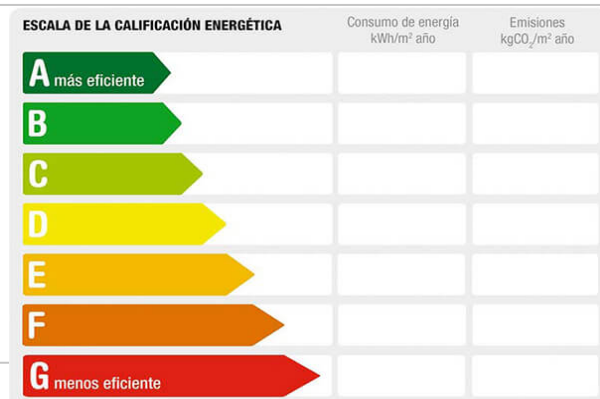 ESCALA DE LA CALIFICACIÓN ENERGÉTICA
Consumo de energía
kWh/m² año
Emisiones
kgCO₂/m² año
A más eficiente
B
C
D
E
F
G menos eficiente